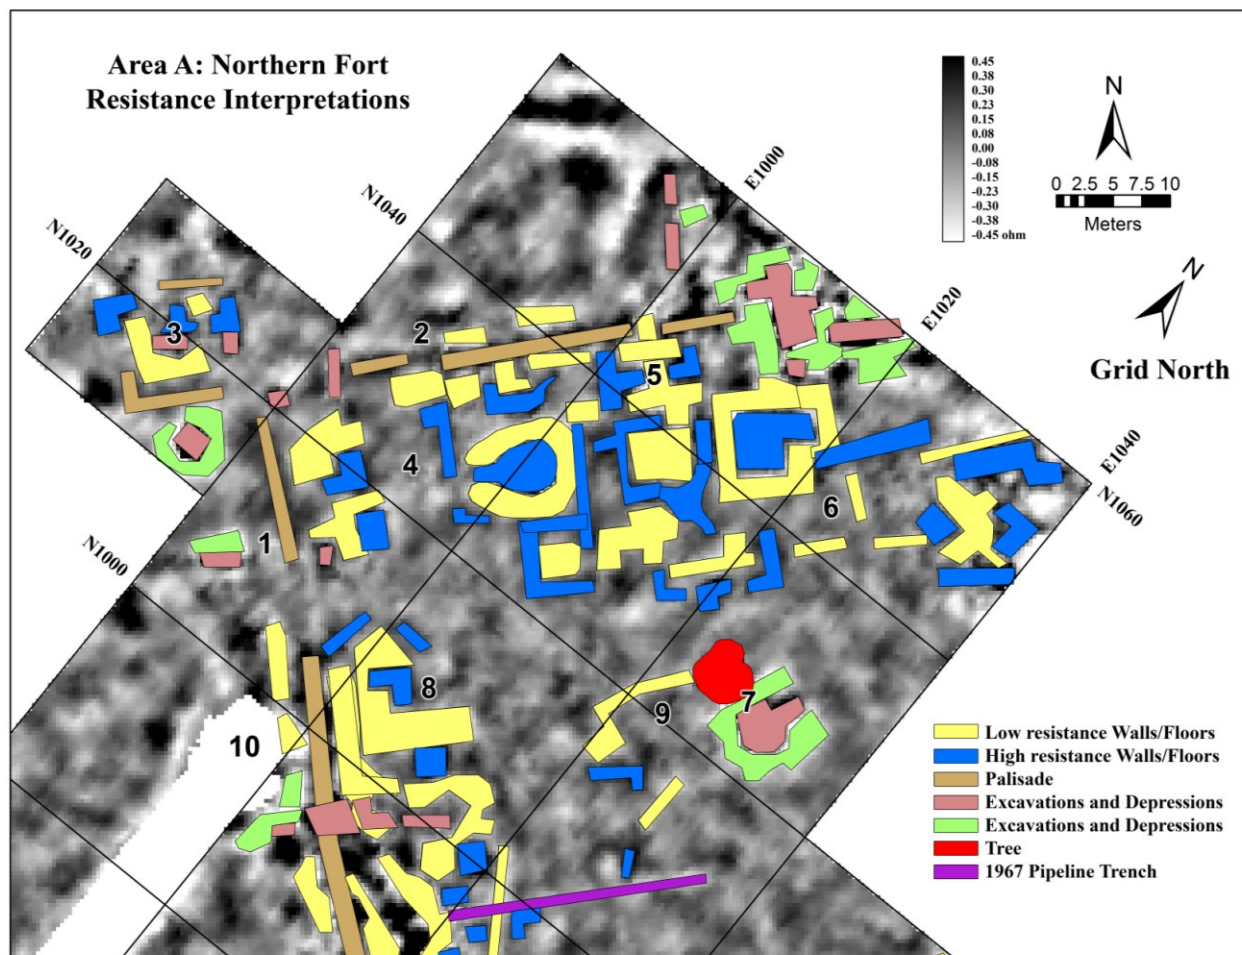 Area A: Northern Fort
Resistance Interpretations
0.45
0.38
0.30
0.23
0.15
0.08
0.00
-0.08
-0.15
-0.23
-0.30
-0.38
-0.45 ohm
N
0 2.5 5 7.5 10
Meters
N
Grid North
E1000
N1040
N1020
E1020
E1040
N1060
N1000
1
2
3
4
5
6
7
8
9
10
Low resistance Walls/Floors
High resistance Walls/Floors
Palisade
Excavations and Depressions
Excavations and Depressions
Tree
1967 Pipeline Trench